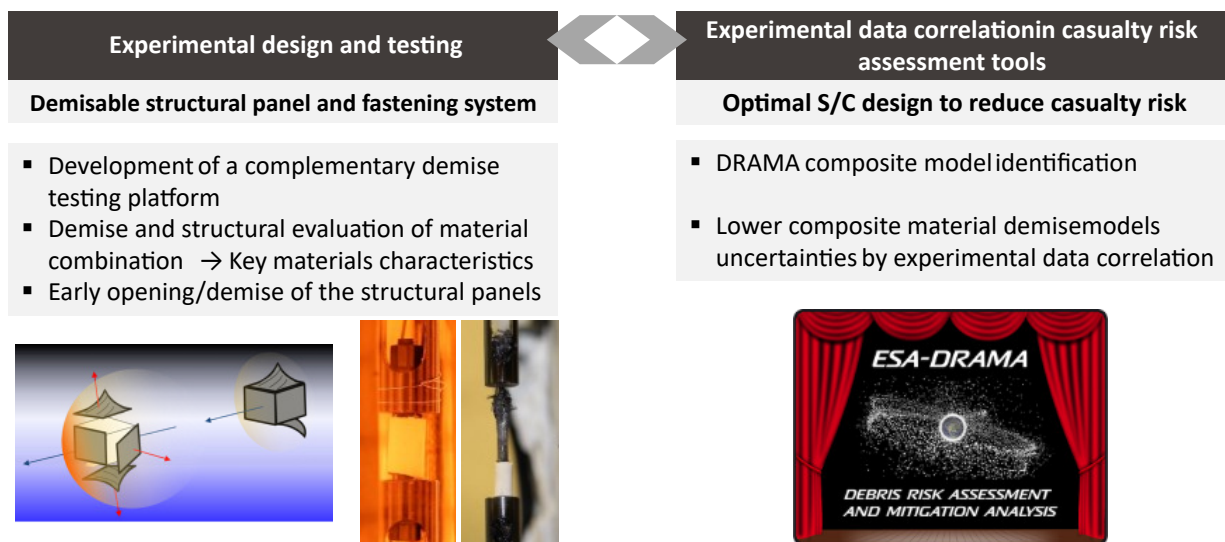 Experimental design and testing
Demisable structural panel and fastening system
▪ Development of a complementary demise
testing platform
▪ Demise and structural evaluation of material
combination → Key materials characteristics
▪ Early opening/demise of the structural panels
Experimental data correlationin casualty risk
assessment tools
Optimal S/C design to reduce casualty risk
▪ DRAMA composite model identification
▪ Lower composite material demisemodels
uncertainties by experimental data correlation
ESA-DRAMA
DEBRIS RISK ASSESSMENT
AND MITIGATION ANALYSIS